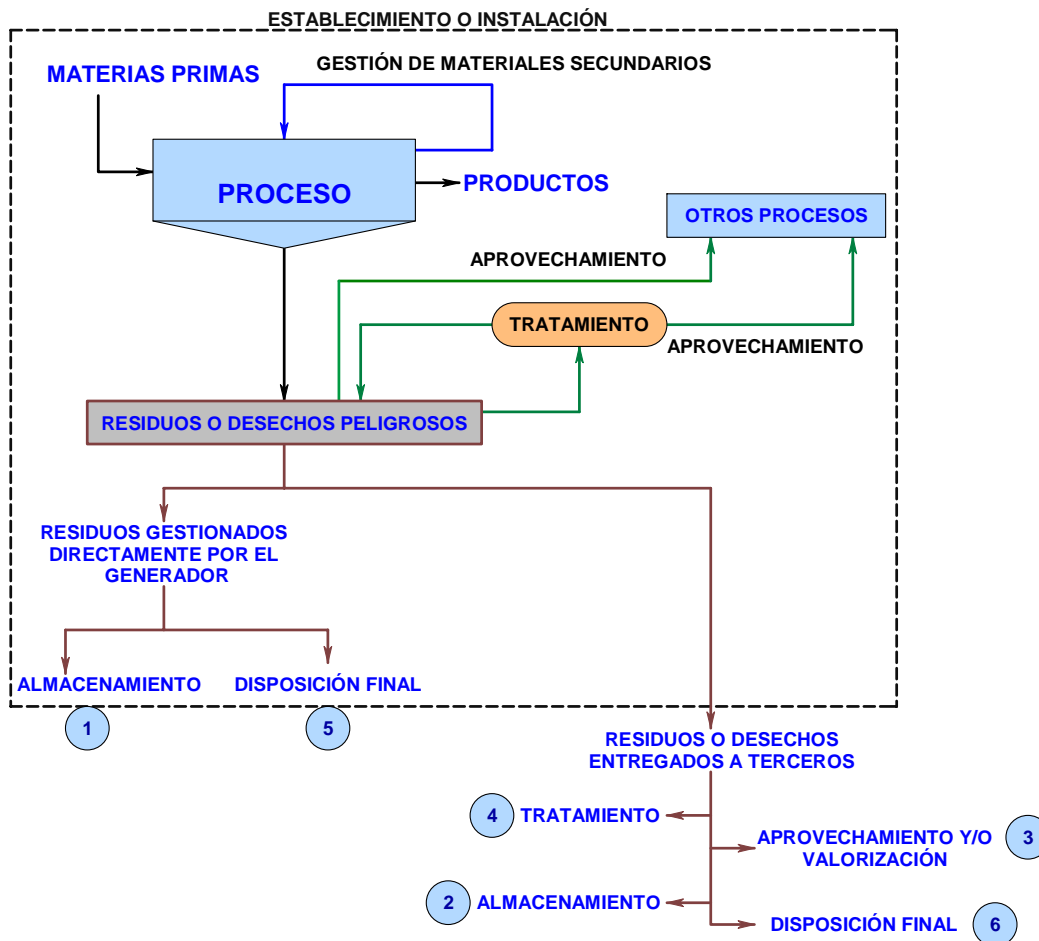 ESTABLECIMIENTO O INSTALACIÓN
GESTIÓN DE MATERIALES SECUNDARIOS
MATERIAS PRIMAS
PROCESO
PRODUCTOS
OTROS PROCESOS
APROVECHAMIENTO
TRATAMIENTO
APROVECHAMIENTO
RESIDUOS O DESECHOS PELIGROSOS
RESIDUOS GESTIONADOS
DIRECTAMENTE POR EL
GENERADOR
ALMACENAMIENTO
DISPOSICIÓN FINAL
1
5
RESIDUOS O DESECHOS
ENTREGADOS A TERCEROS
4 TRATAMIENTO
APROVECHAMIENTO Y/O
VALORIZACIÓN
3
2 ALMACENAMIENTO
DISPOSICIÓN FINAL 6